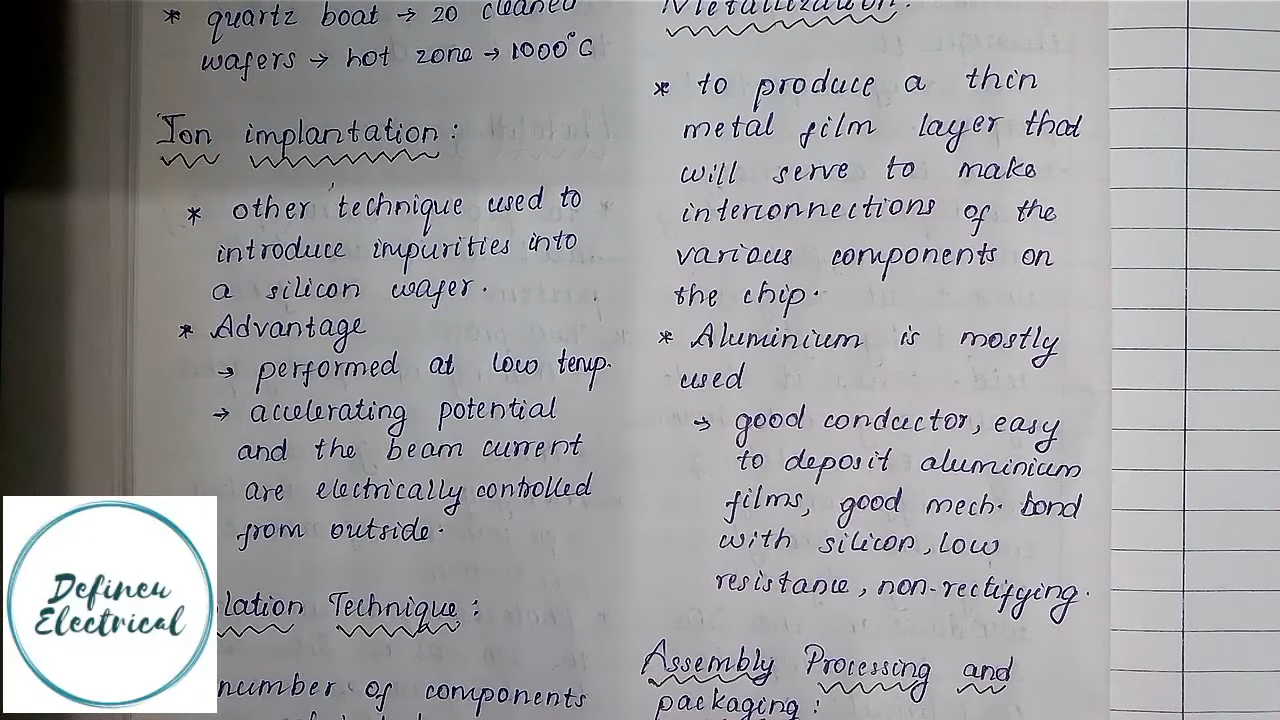 * quartz boat → 20 cleaned
wafers → hot zone → 1000°C
Ion implantation :
* other technique used to
introduce impurities into
a silicon wafer.
* Advantage
→ performed at low temp.
→ accelerating potential
and the beam current
are electrically controlled
from outside.
lation Technique :
number of components
Metallization :
* to produce a thin
metal film layer that
will serve to make
interconnections of the
various components on
the chip.
* Aluminium is mostly
used
→ good conductor, easy
to deposit aluminium
films, good mech. bond
with silicon, low
resistance, non-rectifying.
Assembly Processing and
packaging :
Defineu
Electrical